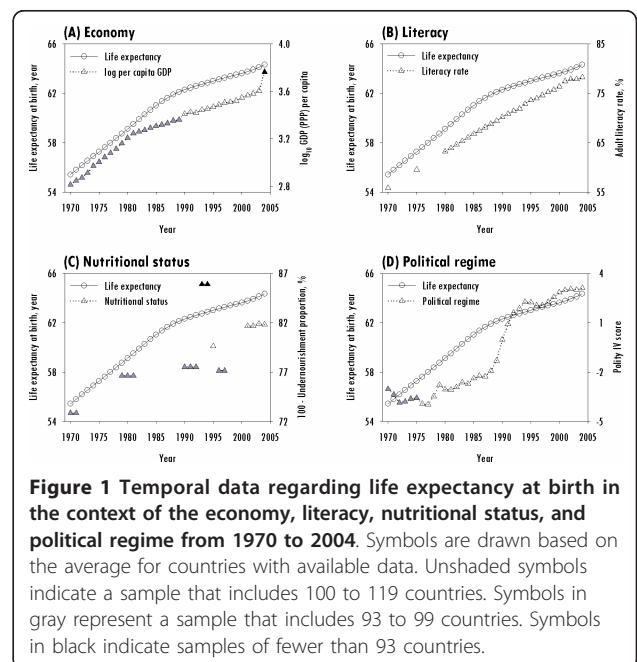 (A) Economy
66
4.0
Life expectancy
log per capita GDP
62
3.6
58
3.2
54
2.8
Life expectancy at birth, year
log10 GDP (PPP) per capita
1970 1975 1980 1985 1990 1995 2000 2005
Year
(B) Literacy
66
85
Life expectancy
Literacy rate
62
75
58
65
54
55
Life expectancy at birth, year
Adult literacy rate, %
1970 1975 1980 1985 1990 1995 2000 2005
Year
(C) Nutritional status
66
87
Life expectancy
Nutritional status
62
82
58
77
54
72
Life expectancy at birth, year
100 - Undernourishment proportion, %
1970 1975 1980 1985 1990 1995 2000 2005
Year
(D) Political regime
66
4
Life expectancy
Political regime
62
1
58
-2
54
-5
Life expectancy at birth, year
Polity IV score
1970 1975 1980 1985 1990 1995 2000 2005
Year
Figure 1 Temporal data regarding life expectancy at birth in
the context of the economy, literacy, nutritional status, and
political regime from 1970 to 2004. Symbols are drawn based on
the average for countries with available data. Unshaded symbols
indicate a sample that includes 100 to 119 countries. Symbols in
gray represent a sample that includes 93 to 99 countries. Symbols
in black indicate samples of fewer than 93 countries.